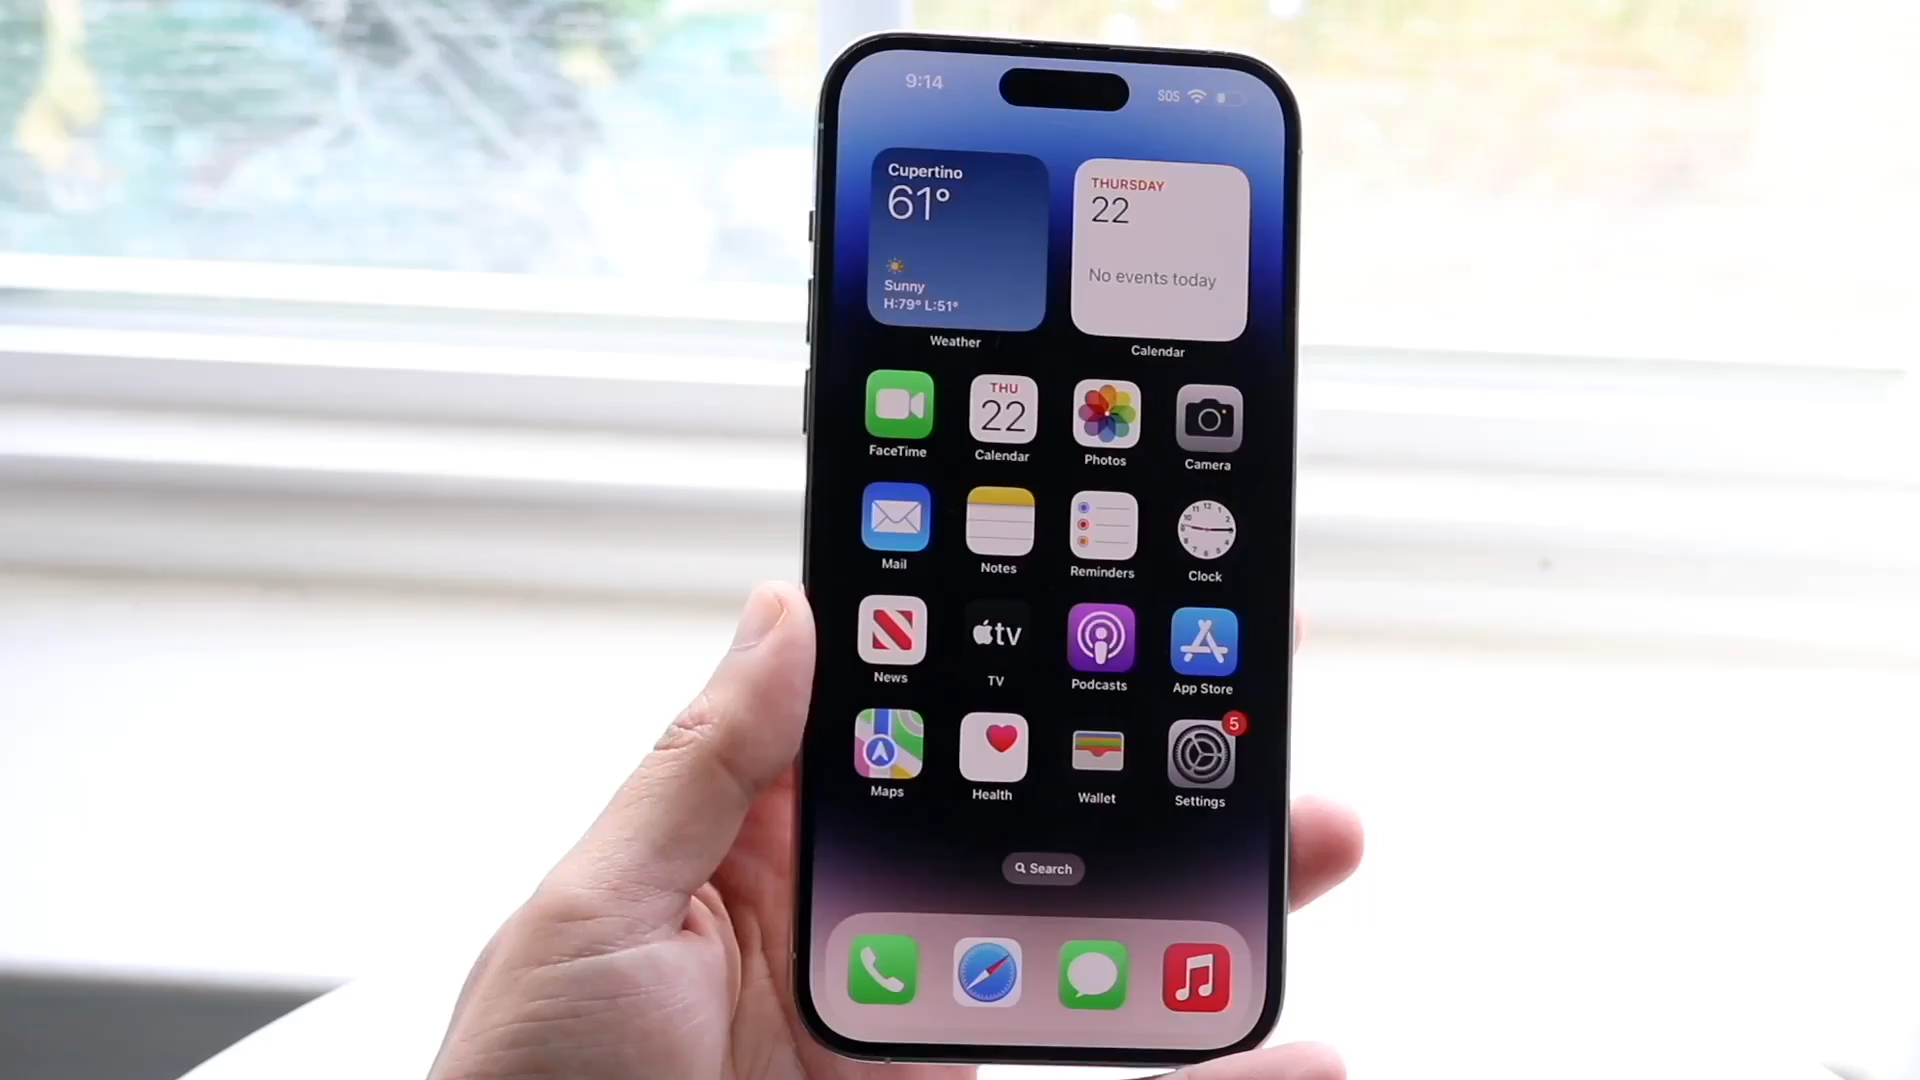 9:14
SOS
Cupertino
61°
Sunny
H:79° L:51°
Weather
THURSDAY
22
No events today
Calendar
FaceTime
THU
22
Calendar
Photos
Camera
Mail
Notes
Reminders
Clock
News
tv
TV
Podcasts
App Store
Maps
Health
Wallet
5
Settings
Search